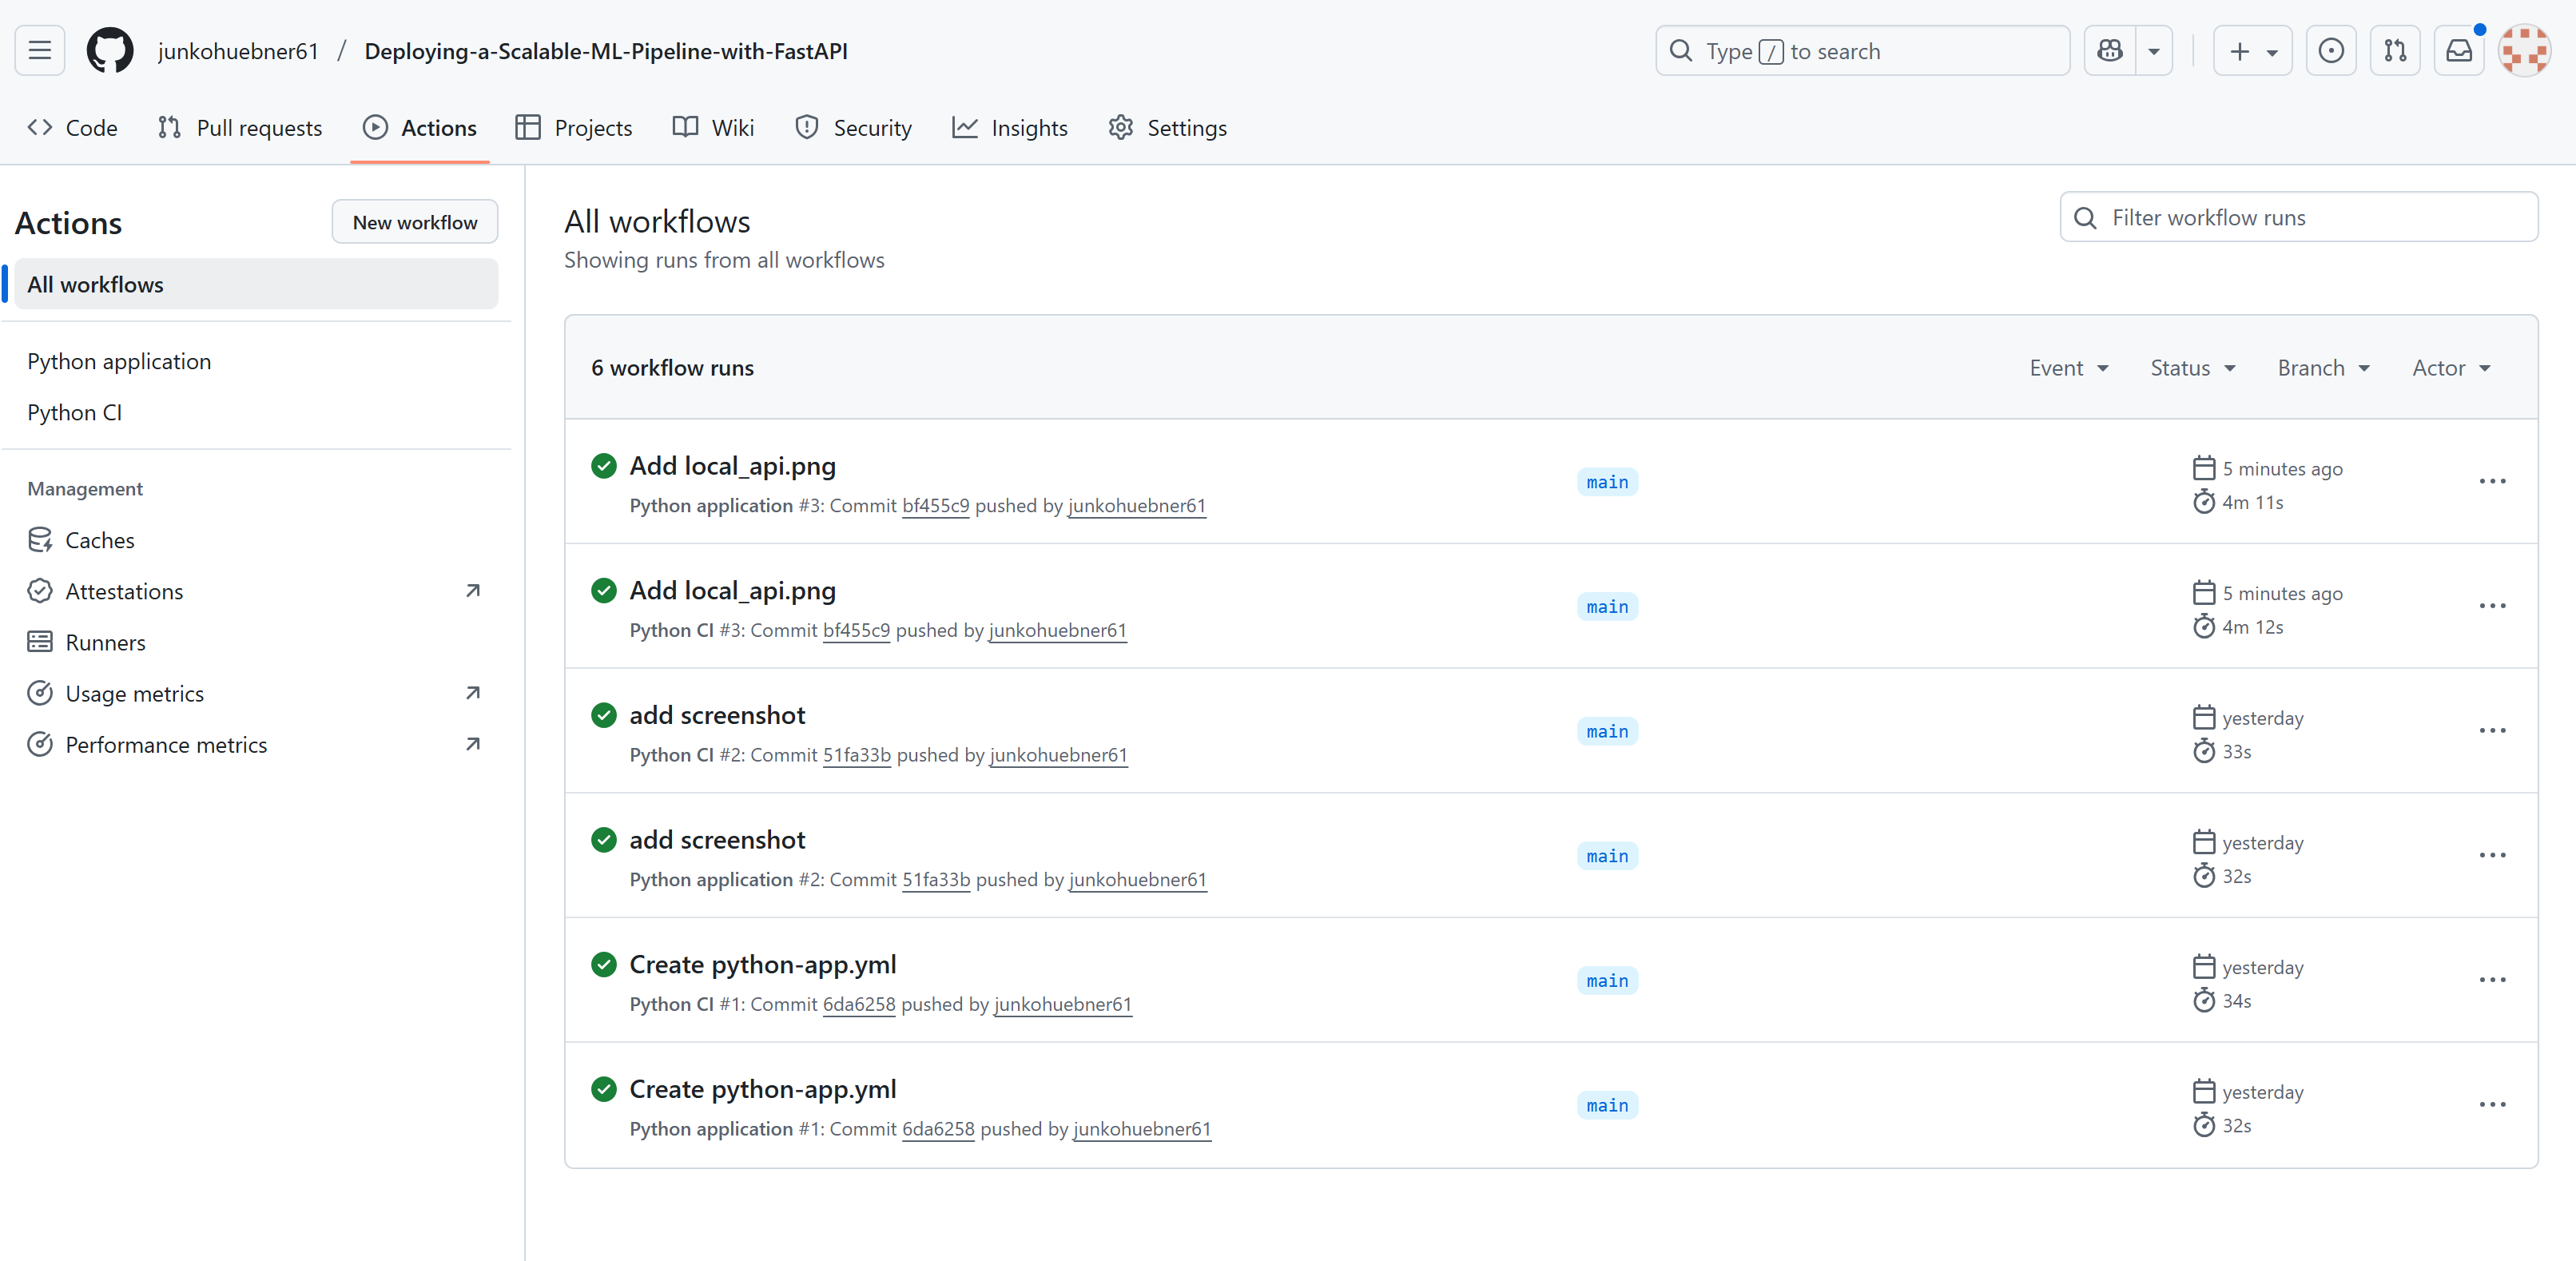 junkohuebner61 / Deploying-a-Scalable-ML-Pipeline-with-FastAPI
Type / to search
Code
Pull requests
Actions
Projects
Wiki
Security
Insights
Settings
Actions
New workflow
All workflows
Python application
Python CI
Management
Caches
Attestations
Runners
Usage metrics
Performance metrics
All workflows
Showing runs from all workflows
Filter workflow runs
6 workflow runs
Event
Status
Branch
Actor
Add local_api.png
Python application #3: Commit bf455c9 pushed by junkohuebner61
main
5 minutes ago
4m 11s
Add local_api.png
Python CI #3: Commit bf455c9 pushed by junkohuebner61
main
5 minutes ago
4m 12s
add screenshot
Python CI #2: Commit 51fa33b pushed by junkohuebner61
main
yesterday
33s
add screenshot
Python application #2: Commit 51fa33b pushed by junkohuebner61
main
yesterday
32s
Create python-app.yml
Python CI #1: Commit 6da6258 pushed by junkohuebner61
main
yesterday
34s
Create python-app.yml
Python application #1: Commit 6da6258 pushed by junkohuebner61
main
yesterday
32s